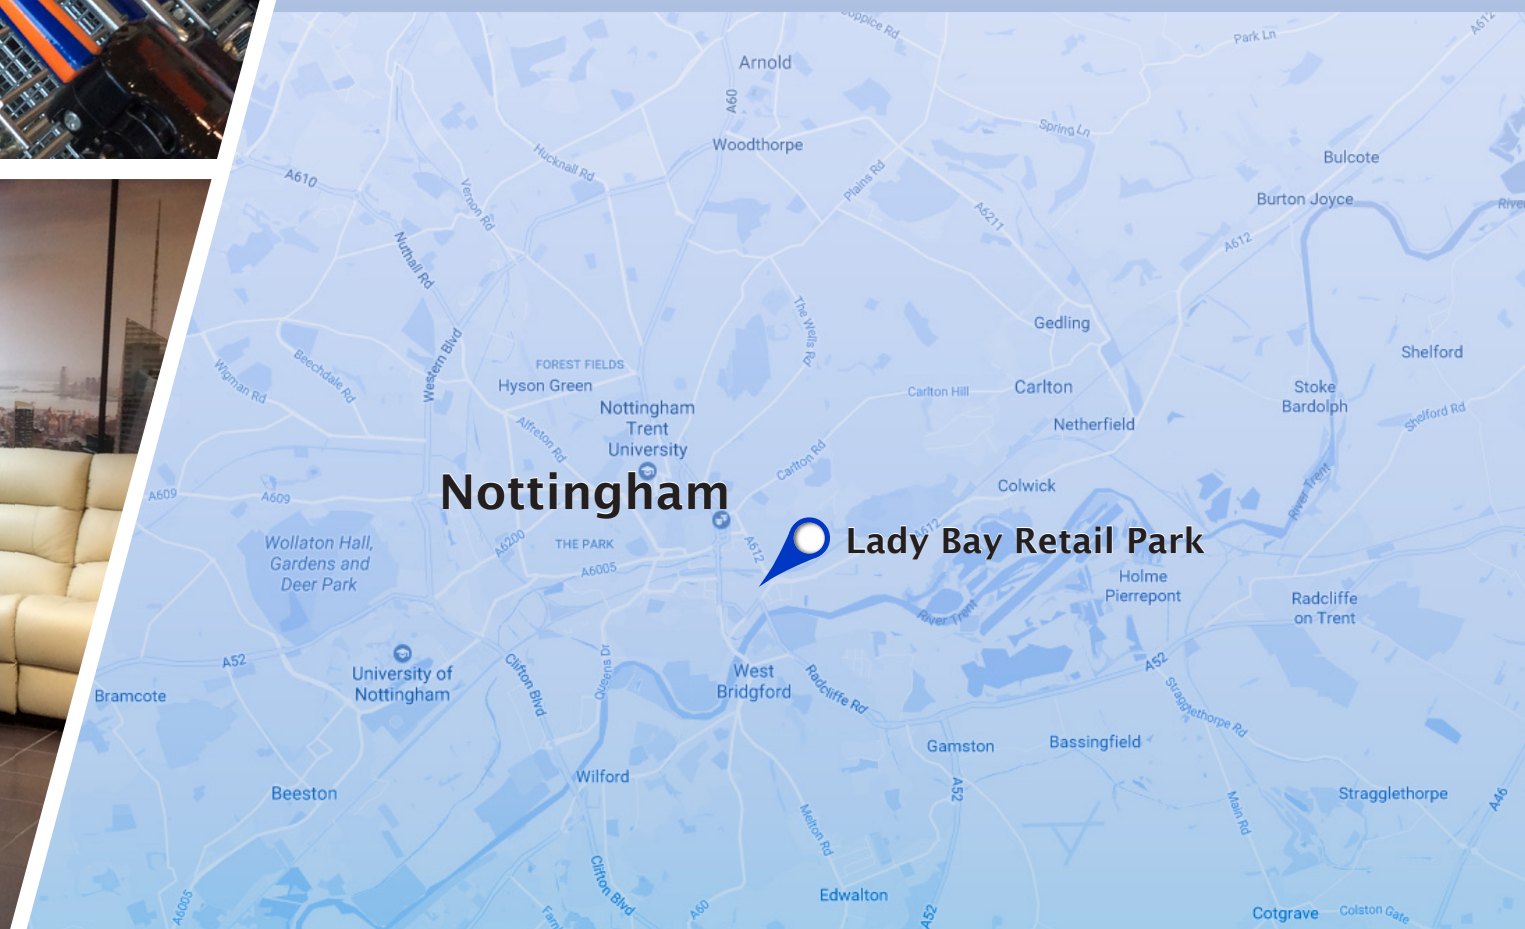 Coppice Rd
Park Ln
A612
Arnold
A60
Spring Ln
Woodthorpe
Hucknall Rd
Bulcote
A610
Plains Rd
Vernon Rd
Burton Joyce
River
A6211
A612
Nuthall Rd
The Wells Rd
Gedling
Western Blvd
Shelford
Beechdale Rd
Wigman Rd
FOREST FIELDS
Hyson Green
Carlton Hill
Carlton
Stoke
Bardolph
Nottingham
Trent
University
Shelford Rd
Netherfield
Alfreton Rd
Carlton Rd
A609
A609
Nottingham
Colwick
River Trent
A612
Lady Bay Retail Park
A6200
THE PARK
A612
Wollaton Hall,
Gardens and
Deer Park
A6005
Holme
Pierrepont
Radcliffe
on Trent
River Trent
A52
University of
Nottingham
Clifton Blvd
Queens Dr
West
Bridgford
Radcliffe Rd
A52
Stragglethorpe Rd
Bramcote
Gamston
Bassingfield
Wilford
Beeston
A52
Stragglethorpe
A46
Main Rd
Melton Rd
Clifton Blvd
Edwalton
A6005
A60
A52
Cotgrave
Colston Gate